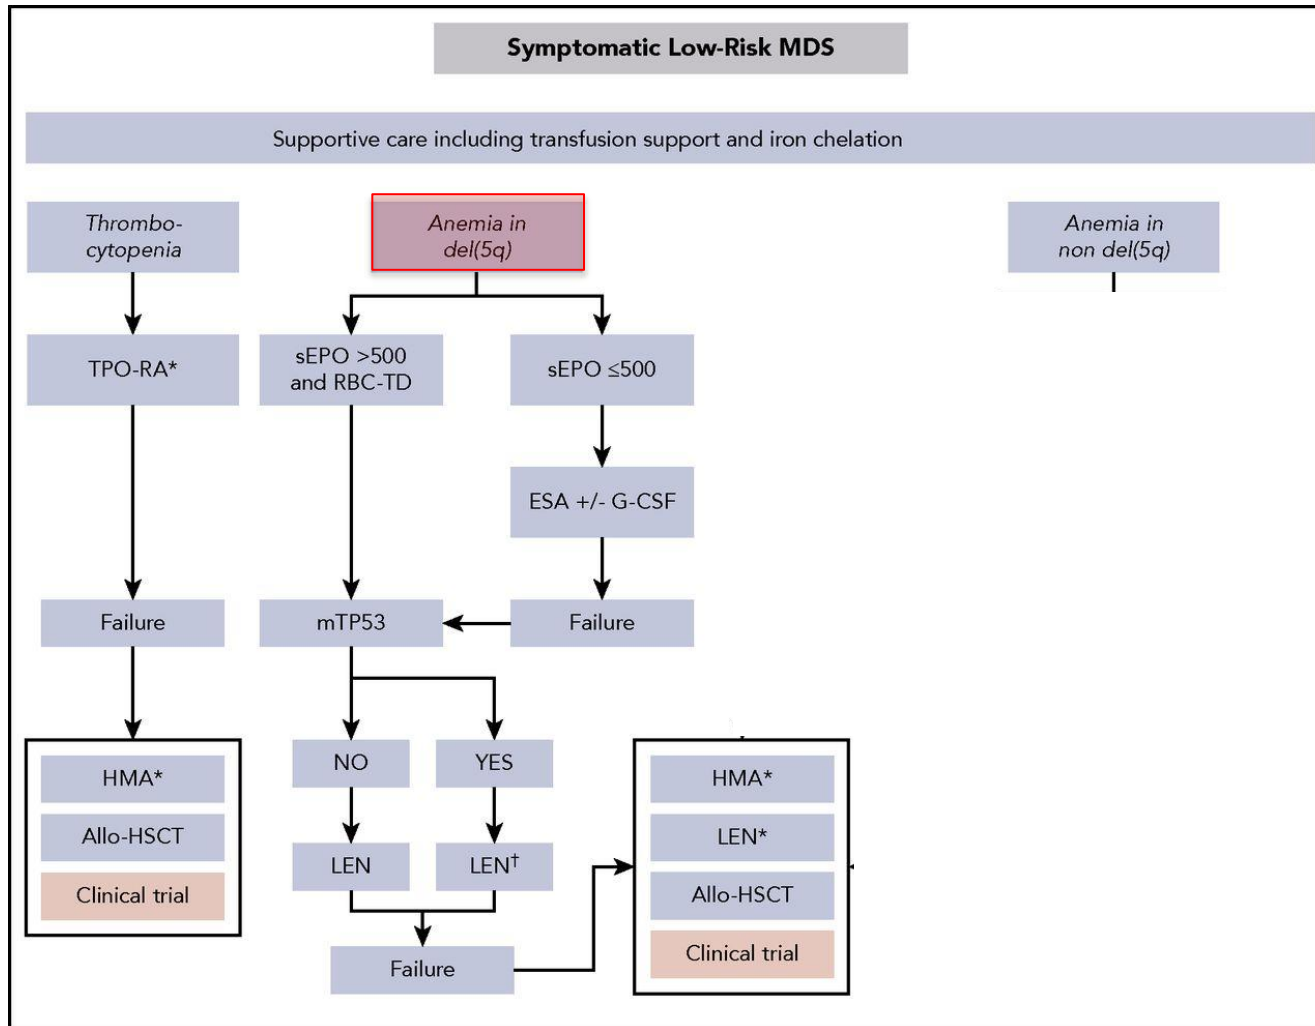 Symptomatic Low-Risk MDS
Supportive care including transfusion support and iron chelation
Thrombo-
cytopenia
Anemia in
del(5q)
Anemia in
non del(5q)
TPO-RA*
sEPO >500
and RBC-TD
sEPO ≤500
ESA +/- G-CSF
Failure
mTP53
Failure
NO
YES
HMA*
Allo-HSCT
Clinical trial
LEN
LEN†
Failure
HMA*
LEN*
Allo-HSCT
Clinical trial